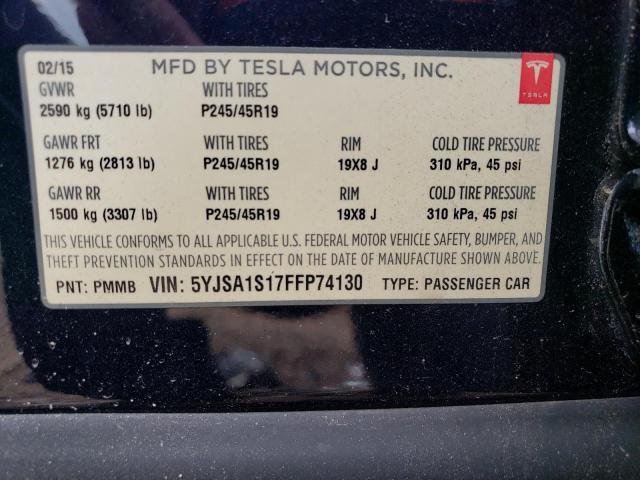 02/15 MFD BY TESLA MOTORS, INC.
TESLA
GVWR WITH TIRES
2590 kg (5710 lb) P245/45R19
GAWR FRT WITH TIRES RIM COLD TIRE PRESSURE
1276 kg (2813 lb) P245/45R19 19X8 J 310 kPa, 45 psi
GAWR RR WITH TIRES RIM COLD TIRE PRESSURE
1500 kg (3307 lb) P245/45R19 19X8 J 310 kPa, 45 psi
THIS VEHICLE CONFORMS TO ALL APPLICABLE U.S. FEDERAL MOTOR VEHICLE SAFETY, BUMPER, AND
THEFT PREVENTION STANDARDS IN EFFECT ON THE DATE OF MANUFACTURE SHOWN ABOVE.
PNT: PMMB VIN: 5YJSA1S17FFP74130 TYPE: PASSENGER CAR